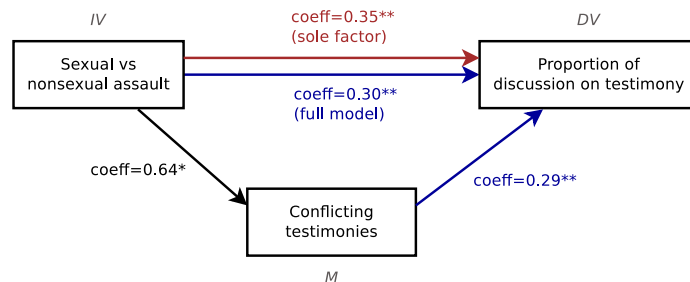 IV
coeff=0.35**
(sole factor)
DV
Sexual vs
nonsexual assault
Proportion of
discussion on testimony
coeff=0.30**
(full model)
coeff=0.64*
coeff=0.29**
Conflicting
testimonies
M